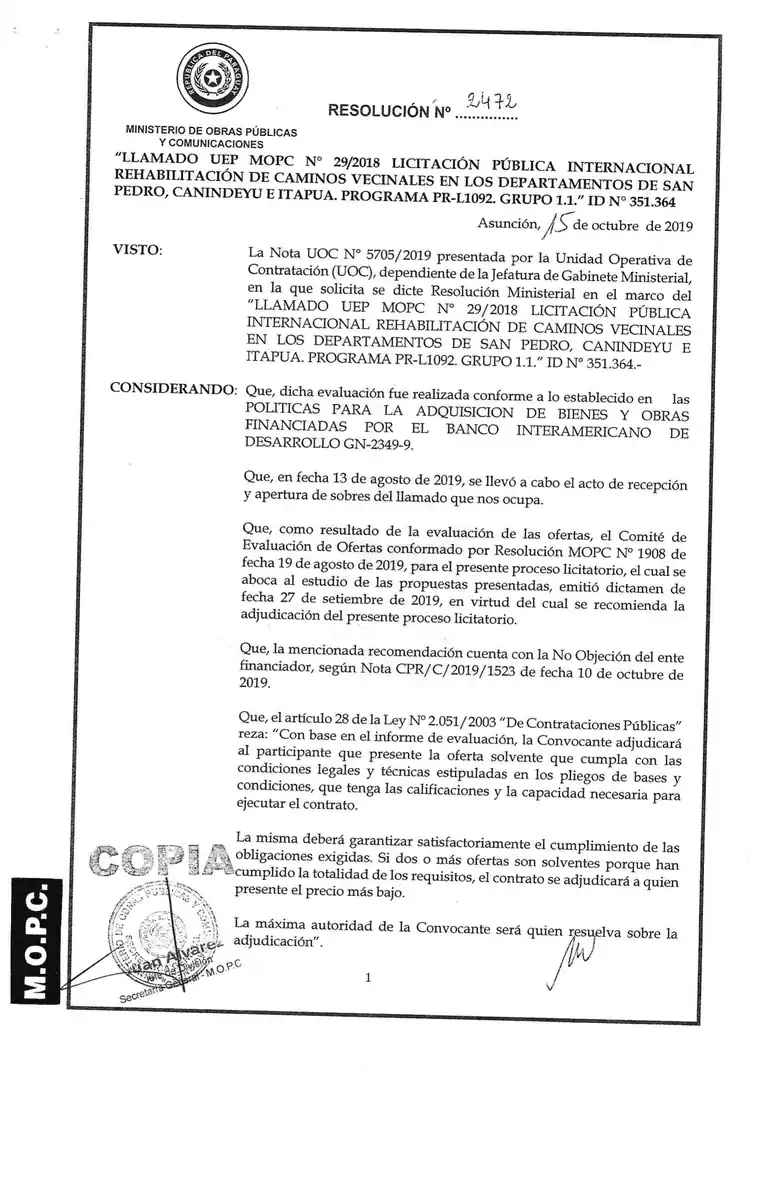 REPUBLICA DEL PARAGUAY
RESOLUCIÓN Nº 2472
MINISTERIO DE OBRAS PÚBLICAS
Y COMUNICACIONES
"LLAMADO UEP MOPC Nº 29/2018 LICITACIÓN PÚBLICA INTERNACIONAL
REHABILITACIÓN DE CAMINOS VECINALES EN LOS DEPARTAMENTOS DE SAN
PEDRO, CANINDEYU E ITAPUA. PROGRAMA PR-L1092. GRUPO 1.1." ID Nº 351.364
Asunción, 15 de octubre de 2019
VISTO: La Nota UOC Nº 5705/2019 presentada por la Unidad Operativa de
Contratación (UOC), dependiente de la Jefatura de Gabinete Ministerial,
en la que solicita se dicte Resolución Ministerial en el marco del
"LLAMADO UEP MOPC Nº 29/2018 LICITACIÓN PÚBLICA
INTERNACIONAL REHABILITACIÓN DE CAMINOS VECINALES
EN LOS DEPARTAMENTOS DE SAN PEDRO, CANINDEYU E
ITAPUA. PROGRAMA PR-L1092. GRUPO 1.1." ID Nº 351.364.-
CONSIDERANDO: Que, dicha evaluación fue realizada conforme a lo establecido en las
POLITICAS PARA LA ADQUISICION DE BIENES Y OBRAS
FINANCIADAS POR EL BANCO INTERAMERICANO DE
DESARROLLO GN-2349-9.
Que, en fecha 13 de agosto de 2019, se llevó a cabo el acto de recepción
y apertura de sobres del llamado que nos ocupa.
Que, como resultado de la evaluación de las ofertas, el Comité de
Evaluación de Ofertas conformado por Resolución MOPC Nº 1908 de
fecha 19 de agosto de 2019, para el presente proceso licitatorio, el cual se
aboca al estudio de las propuestas presentadas, emitió dictamen de
fecha 27 de setiembre de 2019, en virtud del cual se recomienda la
adjudicación del presente proceso licitatorio.
Que, la mencionada recomendación cuenta con la No Objeción del ente
financiador, según Nota CPR/C/2019/1523 de fecha 10 de octubre de
2019.
Que, el artículo 28 de la Ley Nº 2.051/2003 "De Contrataciones Públicas"
reza: "Con base en el informe de evaluación, la Convocante adjudicará
al participante que presente la oferta solvente que cumpla con las
condiciones legales y técnicas estipuladas en los pliegos de bases y
condiciones, que tenga las calificaciones y la capacidad necesaria para
ejecutar el contrato.
La misma deberá garantizar satisfactoriamente el cumplimiento de las
obligaciones exigidas. Si dos o más ofertas son solventes porque han
cumplido la totalidad de los requisitos, el contrato se adjudicará a quien
presente el precio más bajo.
La máxima autoridad de la Convocante será quien resuelva sobre la
adjudicación".
COPIA
M.O.P.C.
Juan Alvarez
Jefe de División
Secretaría General - M.O.P.C
1